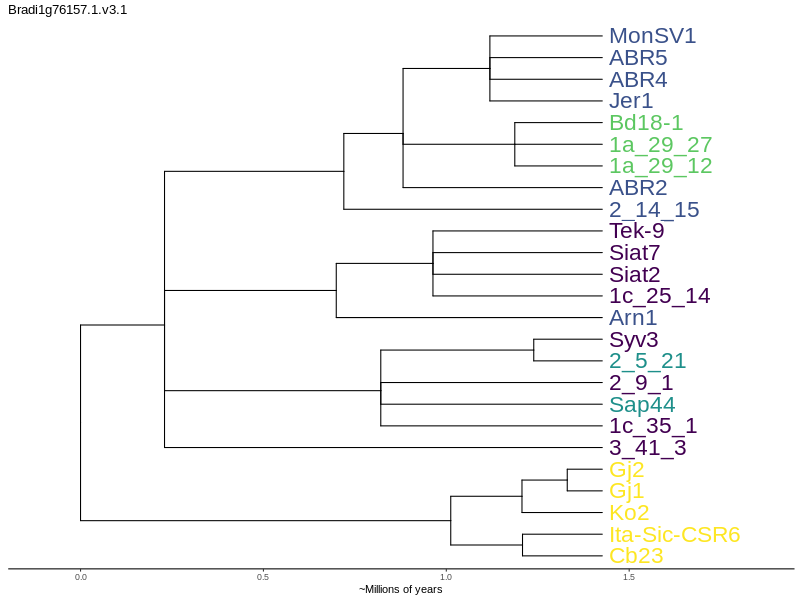 Bradi1g76157.1.v3.1
MonSV1
ABR5
ABR4
Jer1
Bd18-1
1a_29_27
1a_29_12
ABR2
2_14_15
Tek-9
Siat7
Siat2
1c_25_14
Arn1
Syv3
2_5_21
2_9_1
Sap44
1c_35_1
3_41_3
Gj2
Gj1
Ko2
Ita-Sic-CSR6
Cb23
0.0 0.5 1.0 1.5
~Millions of years